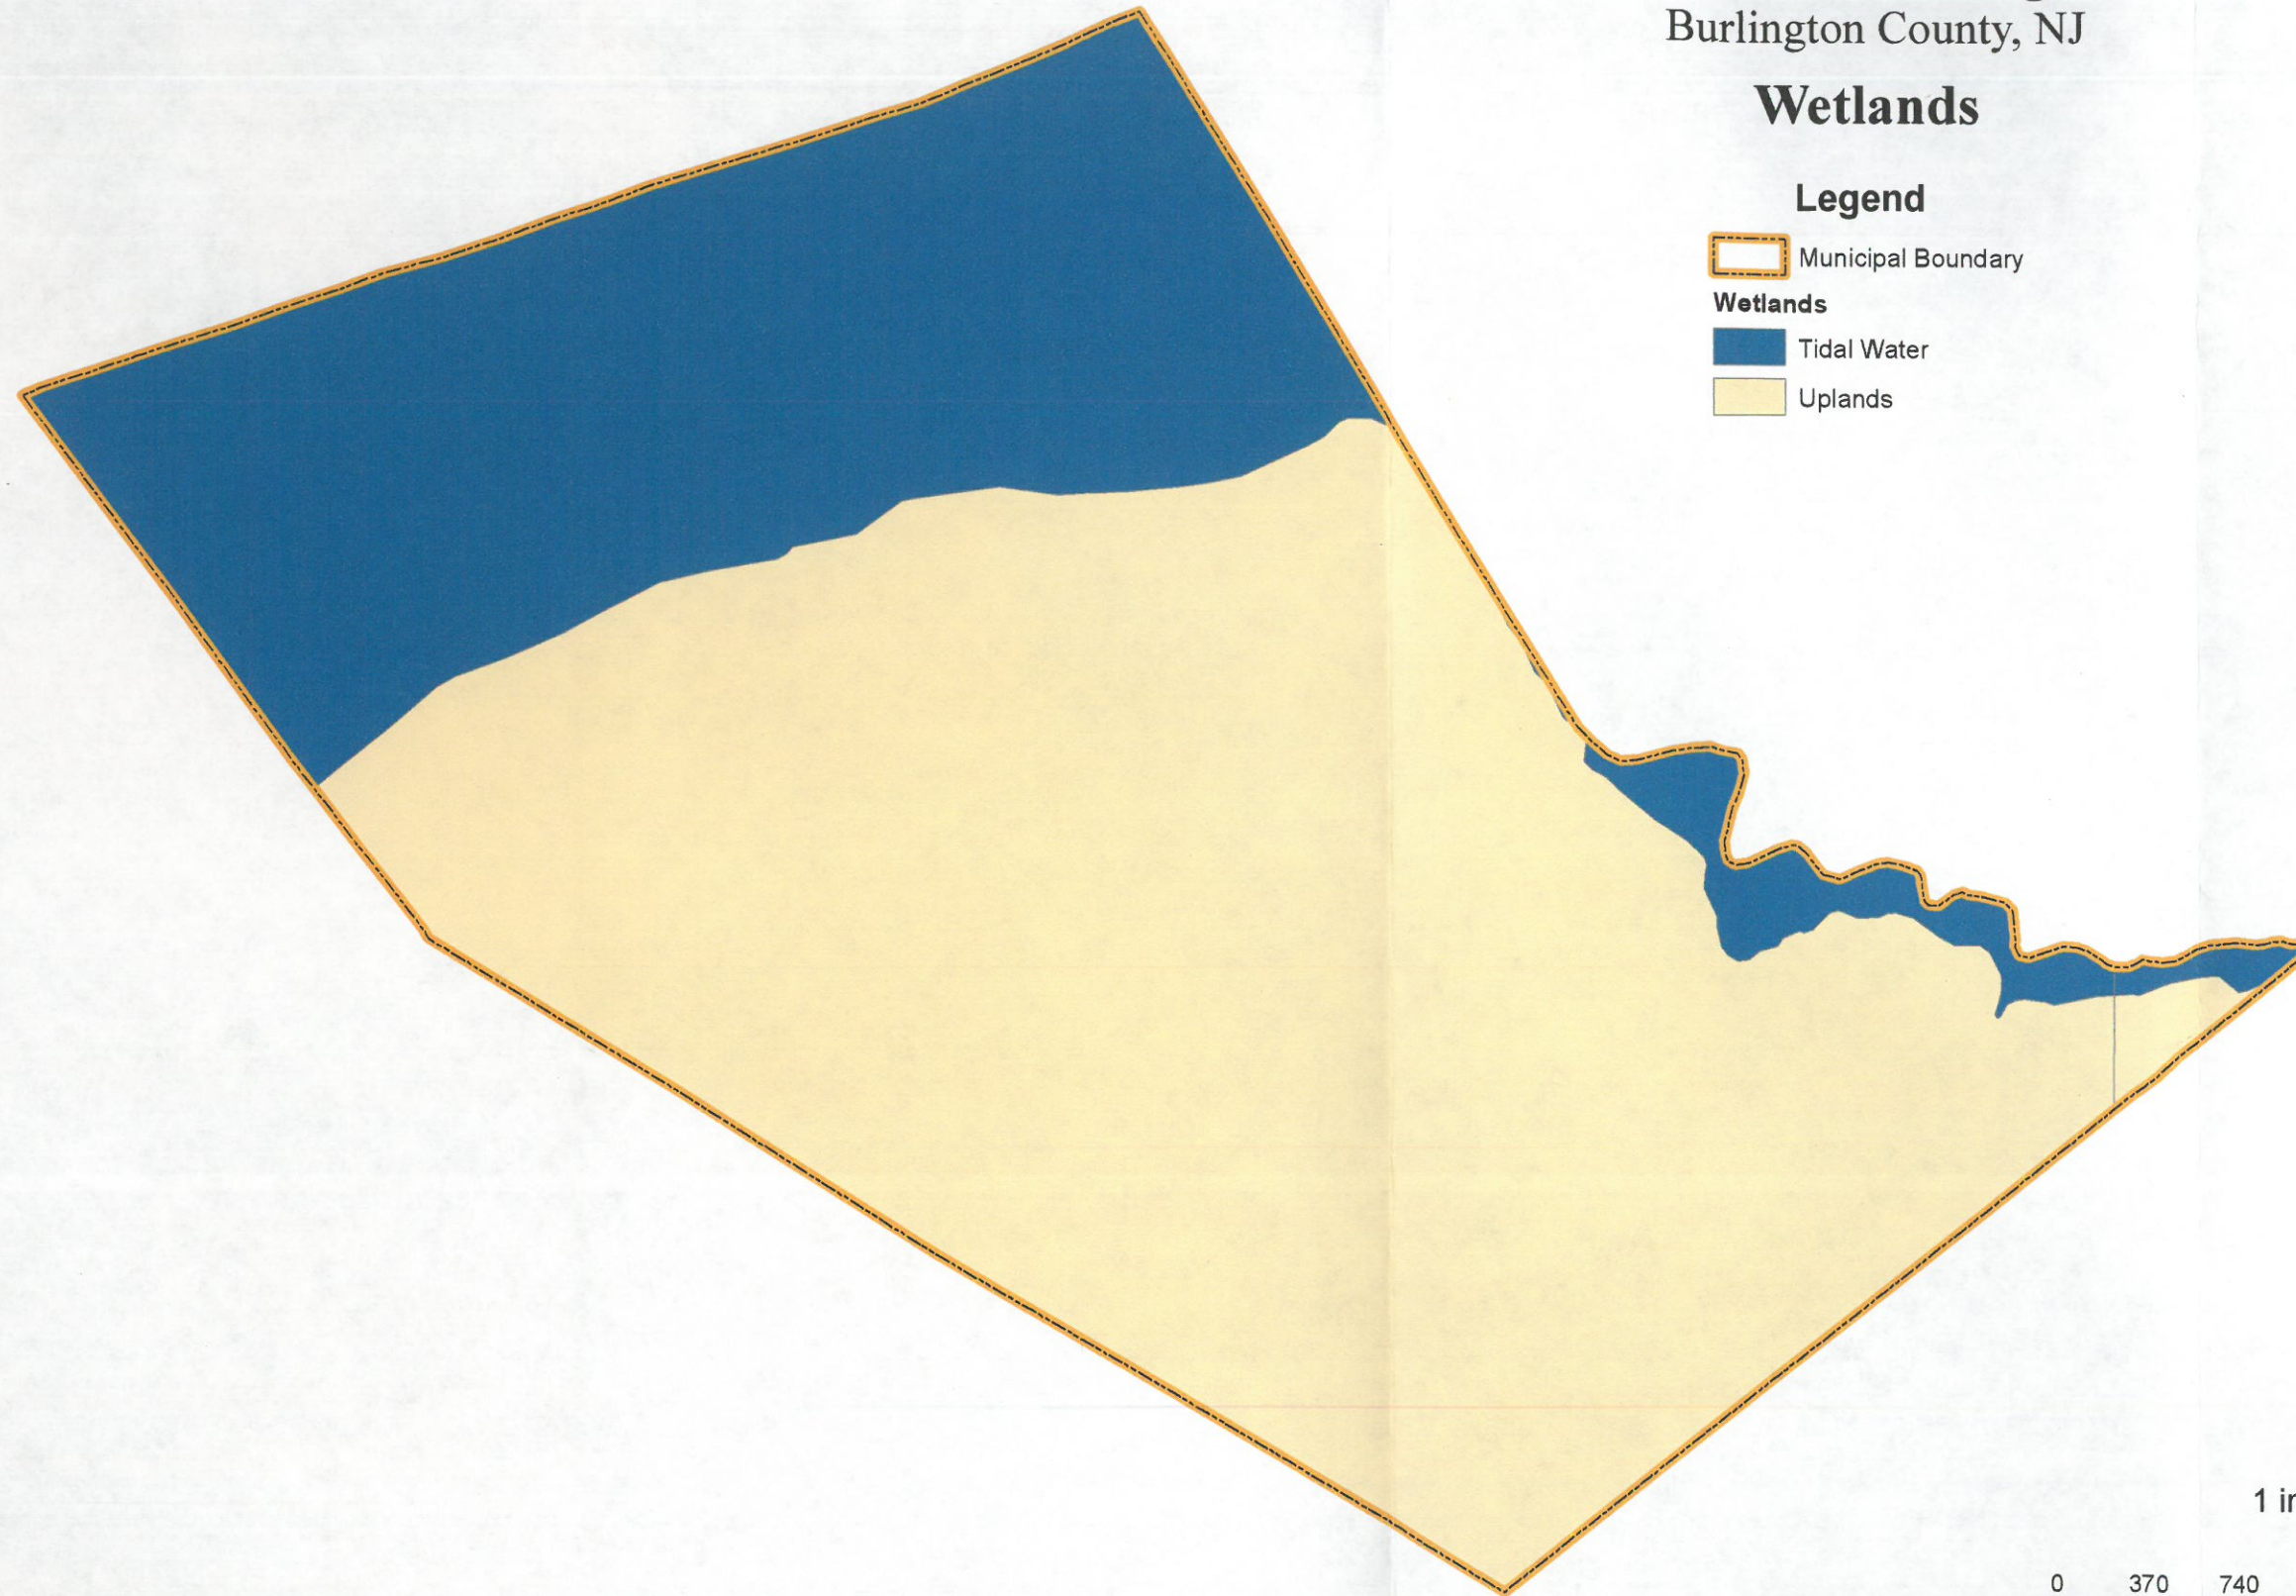 Burlington County, NJ
Wetlands
Legend
Municipal Boundary
Wetlands
Tidal Water
Uplands
0 370 740